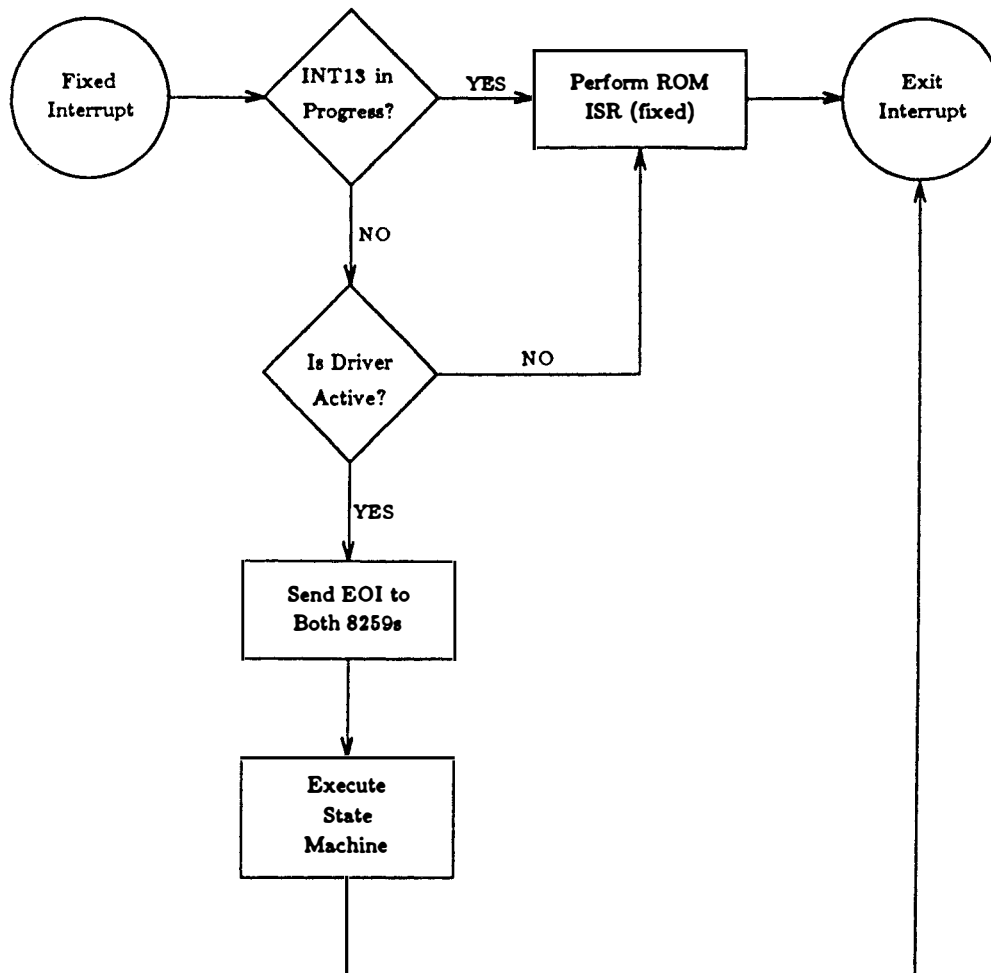 Fixed
Interrupt
INT13 in
Progress?
YES
Perform ROM
ISR (fixed)
Exit
Interrupt
NO
Is Driver
Active?
NO
YES
Send EOI to
Both 8259s
Execute
State
Machine